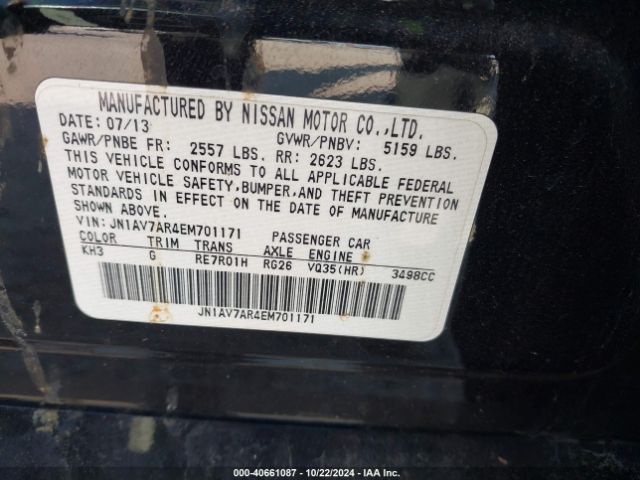 MANUFACTURED BY NISSAN MOTOR CO.,LTD.
DATE: 07/13 GVWR/PNBV: 5159 LBS.
GAWR/PNBE FR: 2557 LBS. RR: 2623 LBS.
THIS VEHICLE CONFORMS TO ALL APPLICABLE FEDERAL
MOTOR VEHICLE SAFETY,BUMPER,AND THEFT PREVENTION
STANDARDS IN EFFECT ON THE DATE OF MANUFACTURE
SHOWN ABOVE.
VIN: JN1AV7AR4EM701171 PASSENGER CAR
COLOR TRIM TRANS AXLE ENGINE
KH3 G RE7R01H RG26 VQ35(HR) 3498CC
JN1AV7AR4EM701171
000-40661087 - 10/22/2024 - IAA Inc.